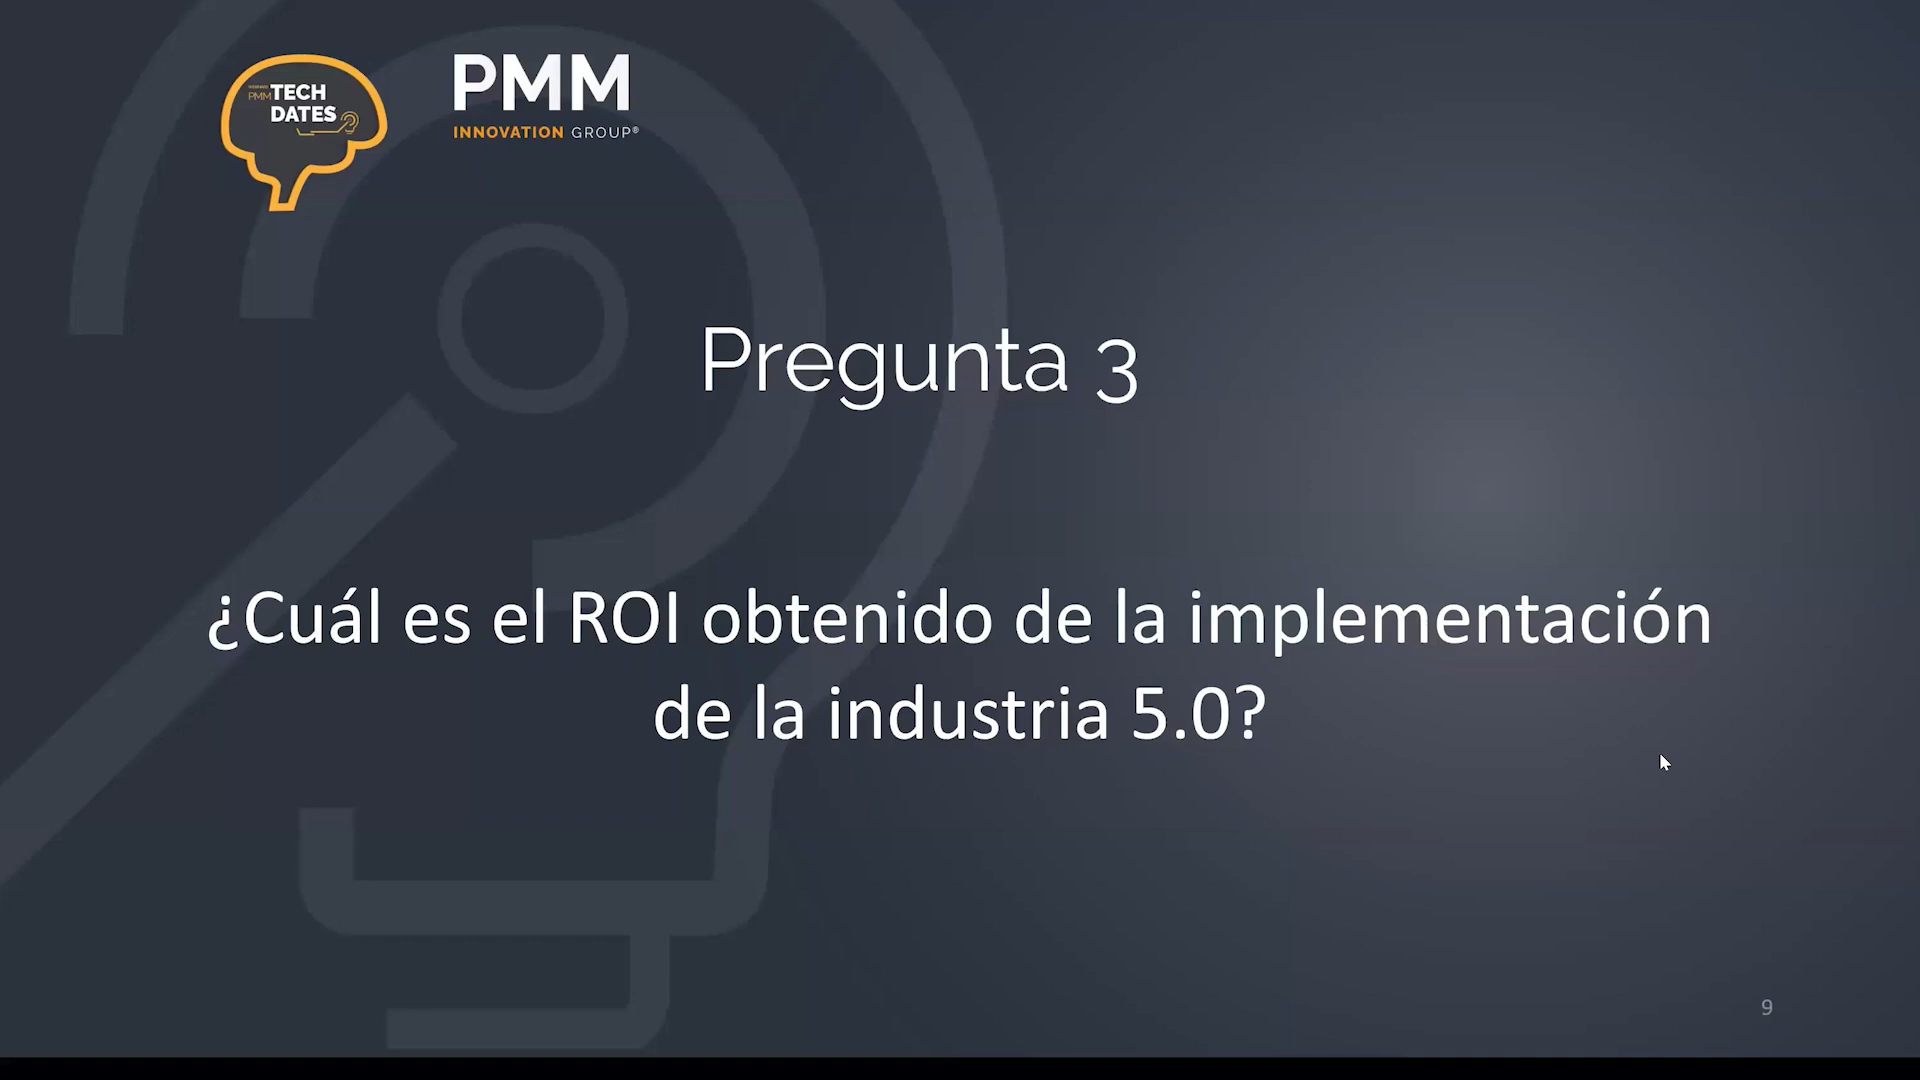 PMM TECH
DATES
PMM
INNOVATION GROUP®
Pregunta 3
¿Cuál es el ROI obtenido de la implementación
de la industria 5.0?
9